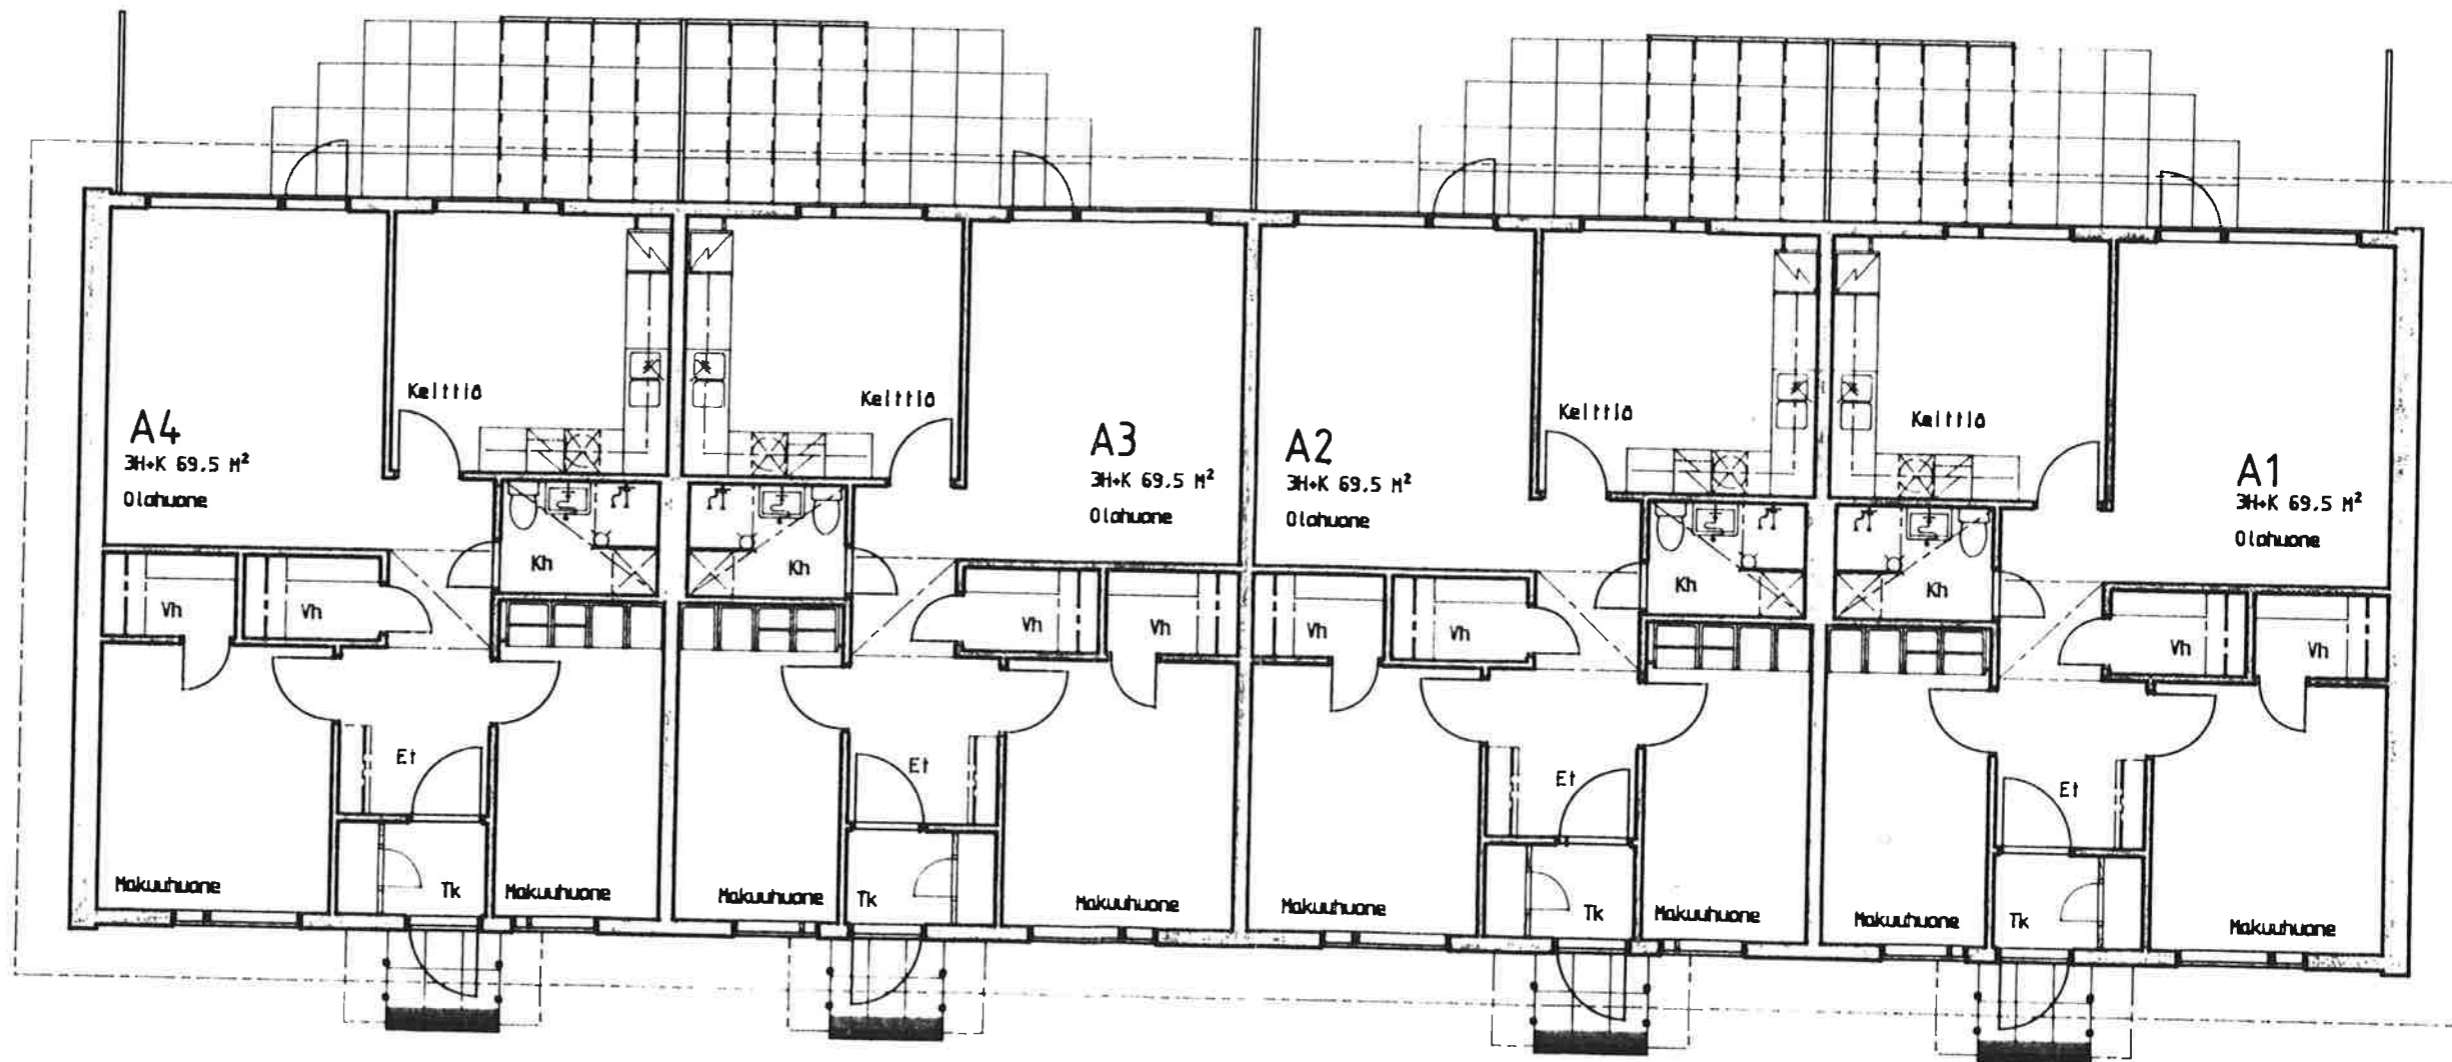 Keittiö
Keittiö
Keittiö
Keittiö
A4
3H+K 69.5 M²
Olohuone
A3
3H+K 69.5 M²
Olohuone
A2
3H+K 69.5 M²
Olohuone
A1
3H+K 69.5 M²
Olohuone
Kh
Kh
Kh
Kh
Vh
Vh
Vh
Vh
Vh
Vh
Vh
Vh
Et
Et
Et
Et
Makuuhuone
Tk
Makuuhuone
Makuuhuone
Tk
Makuuhuone
Makuuhuone
Tk
Makuuhuone
Makuuhuone
Tk
Makuuhuone